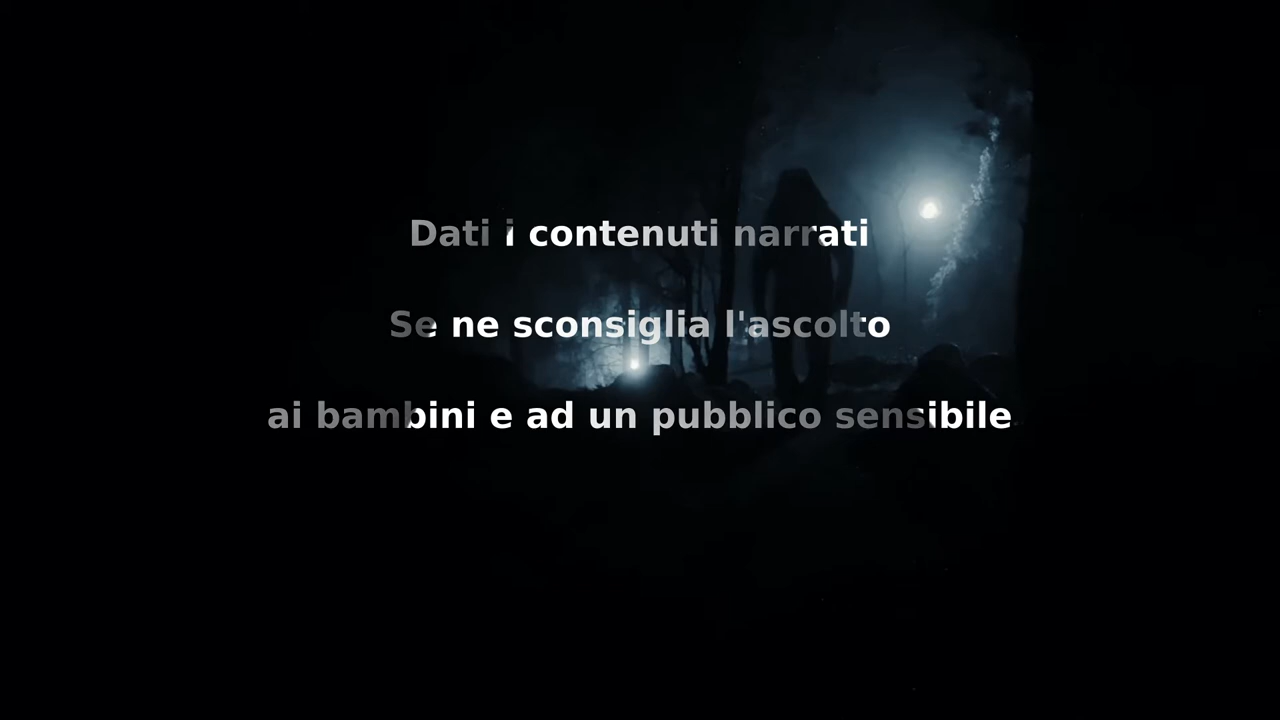 Dati i contenuti narrati
Se ne sconsiglia l'ascolto
ai bambini e ad un pubblico sensibile